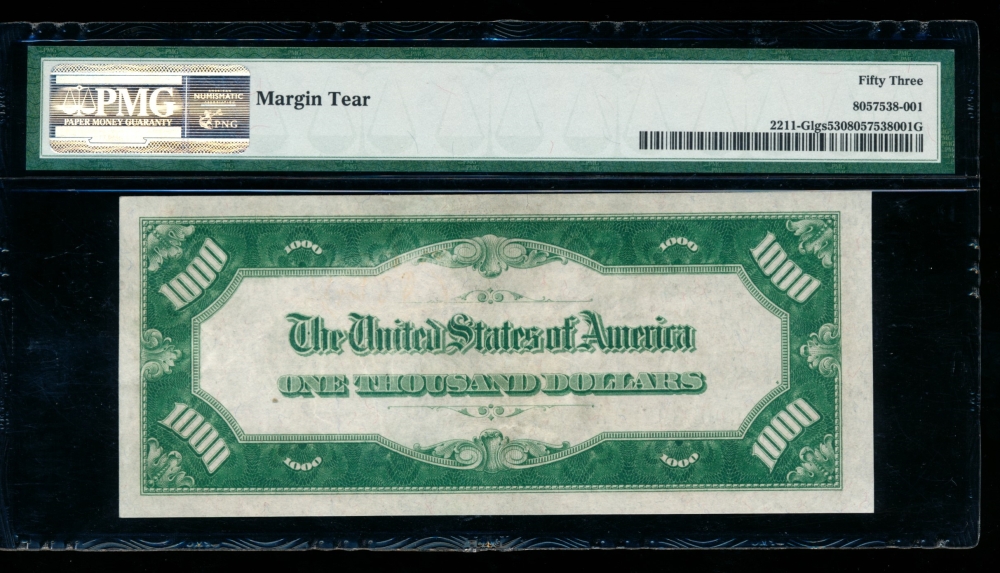 PMG
PAPER MONEY GUARANTY
NUMISMATIC
PNG
Margin Tear
Fifty Three
8057538-001
2211-Glgs5308057538001G
1000 1000 1000 1000
The United States of America
ONE THOUSAND DOLLARS
1000 1000 1000 1000